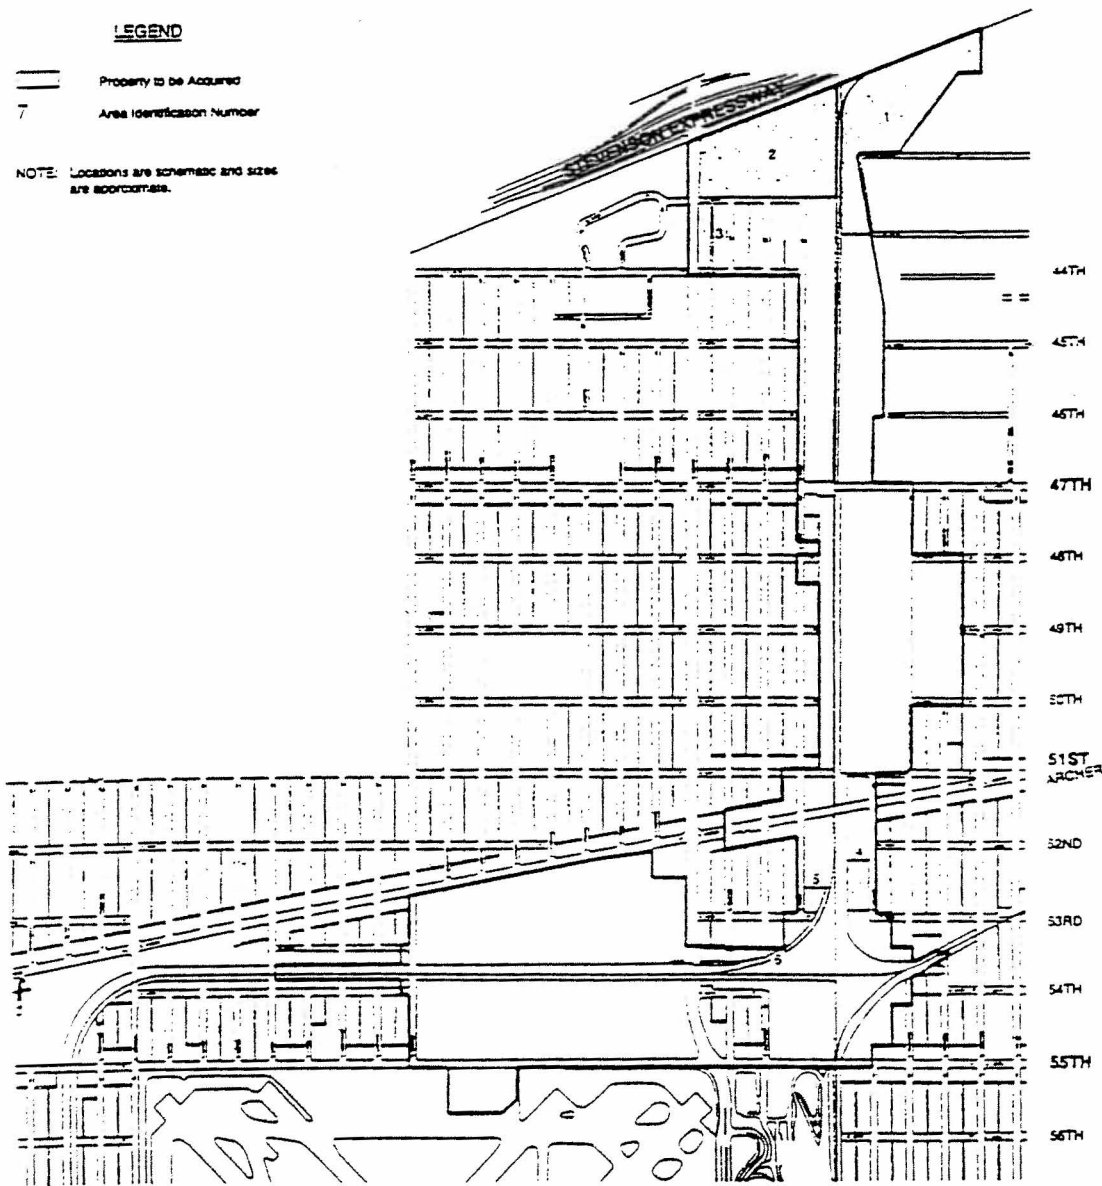 LEGEND
Property to be Acquired
7 Area Identification Number
NOTE: Locations are schematic and sizes
are approximate.
STEVENSON EXPRESSWAY
1
2
3
44TH
45TH
46TH
47TH
48TH
49TH
50TH
51ST
ARCHER
52ND
4
5
53RD
6
54TH
55TH
56TH